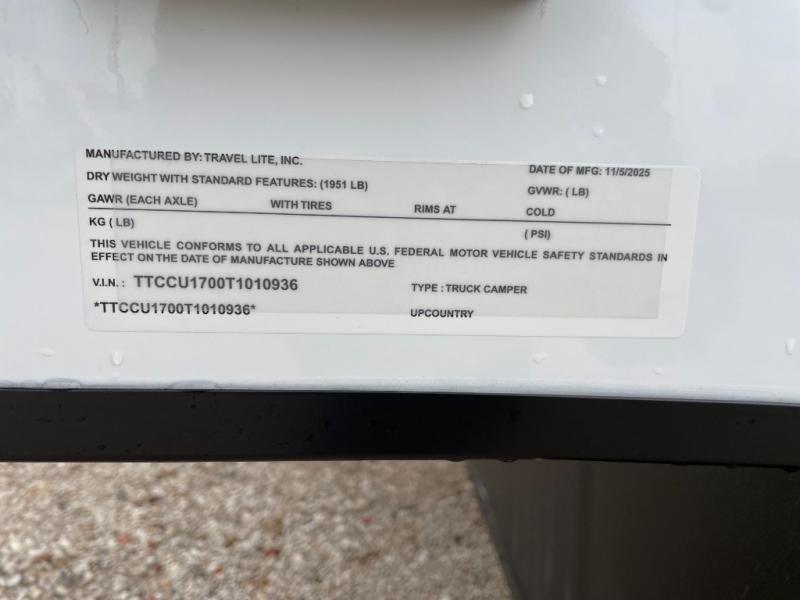 MANUFACTURED BY: TRAVEL LITE, INC.
DATE OF MFG: 11/5/2025
DRY WEIGHT WITH STANDARD FEATURES: (1951 LB)
GVWR: ( LB)
GAWR (EACH AXLE) WITH TIRES RIMS AT COLD
KG ( LB) ( PSI)
THIS VEHICLE CONFORMS TO ALL APPLICABLE U.S. FEDERAL MOTOR VEHICLE SAFETY STANDARDS IN
EFFECT ON THE DATE OF MANUFACTURE SHOWN ABOVE
V.I.N.: TTCCU1700T1010936 TYPE : TRUCK CAMPER
*TTCCU1700T1010936* UPCOUNTRY